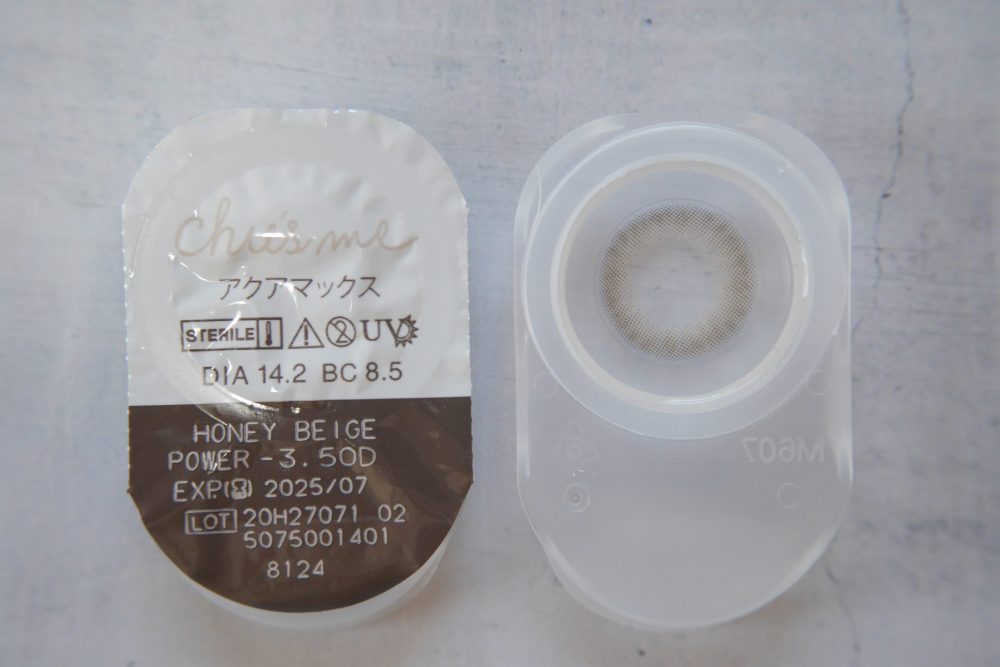 chu's me
アクアマックス
STERILE UV
DIA 14.2 BC 8.5
HONEY BEIGE
POWER -3.50D
EXP. 2025/07
LOT 20H27071 02
5075001401
8124
M607